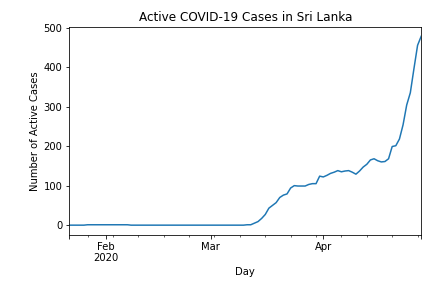 Active COVID-19 Cases in Sri Lanka
500
400
300
200
100
0
Number of Active Cases
Feb
2020
Mar
Apr
Day